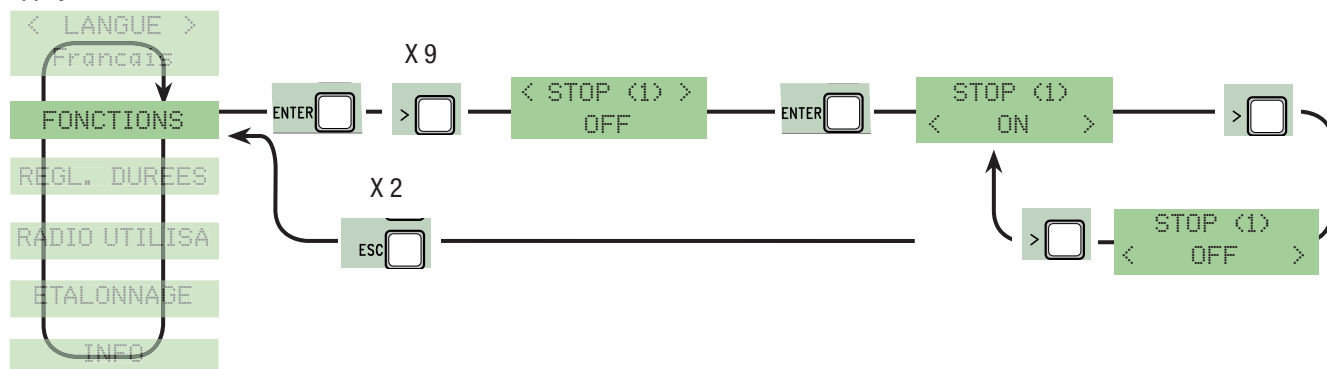 < LANGUE >
Francais
FONCTIONS
REGL. DUREES
RADIO UTILISA
ETALONNAGE
INFO
ENTER
X 9
>
< STOP (1) >
OFF
ENTER
STOP (1)
< ON >
>
X 2
ESC
>
STOP (1)
< OFF >